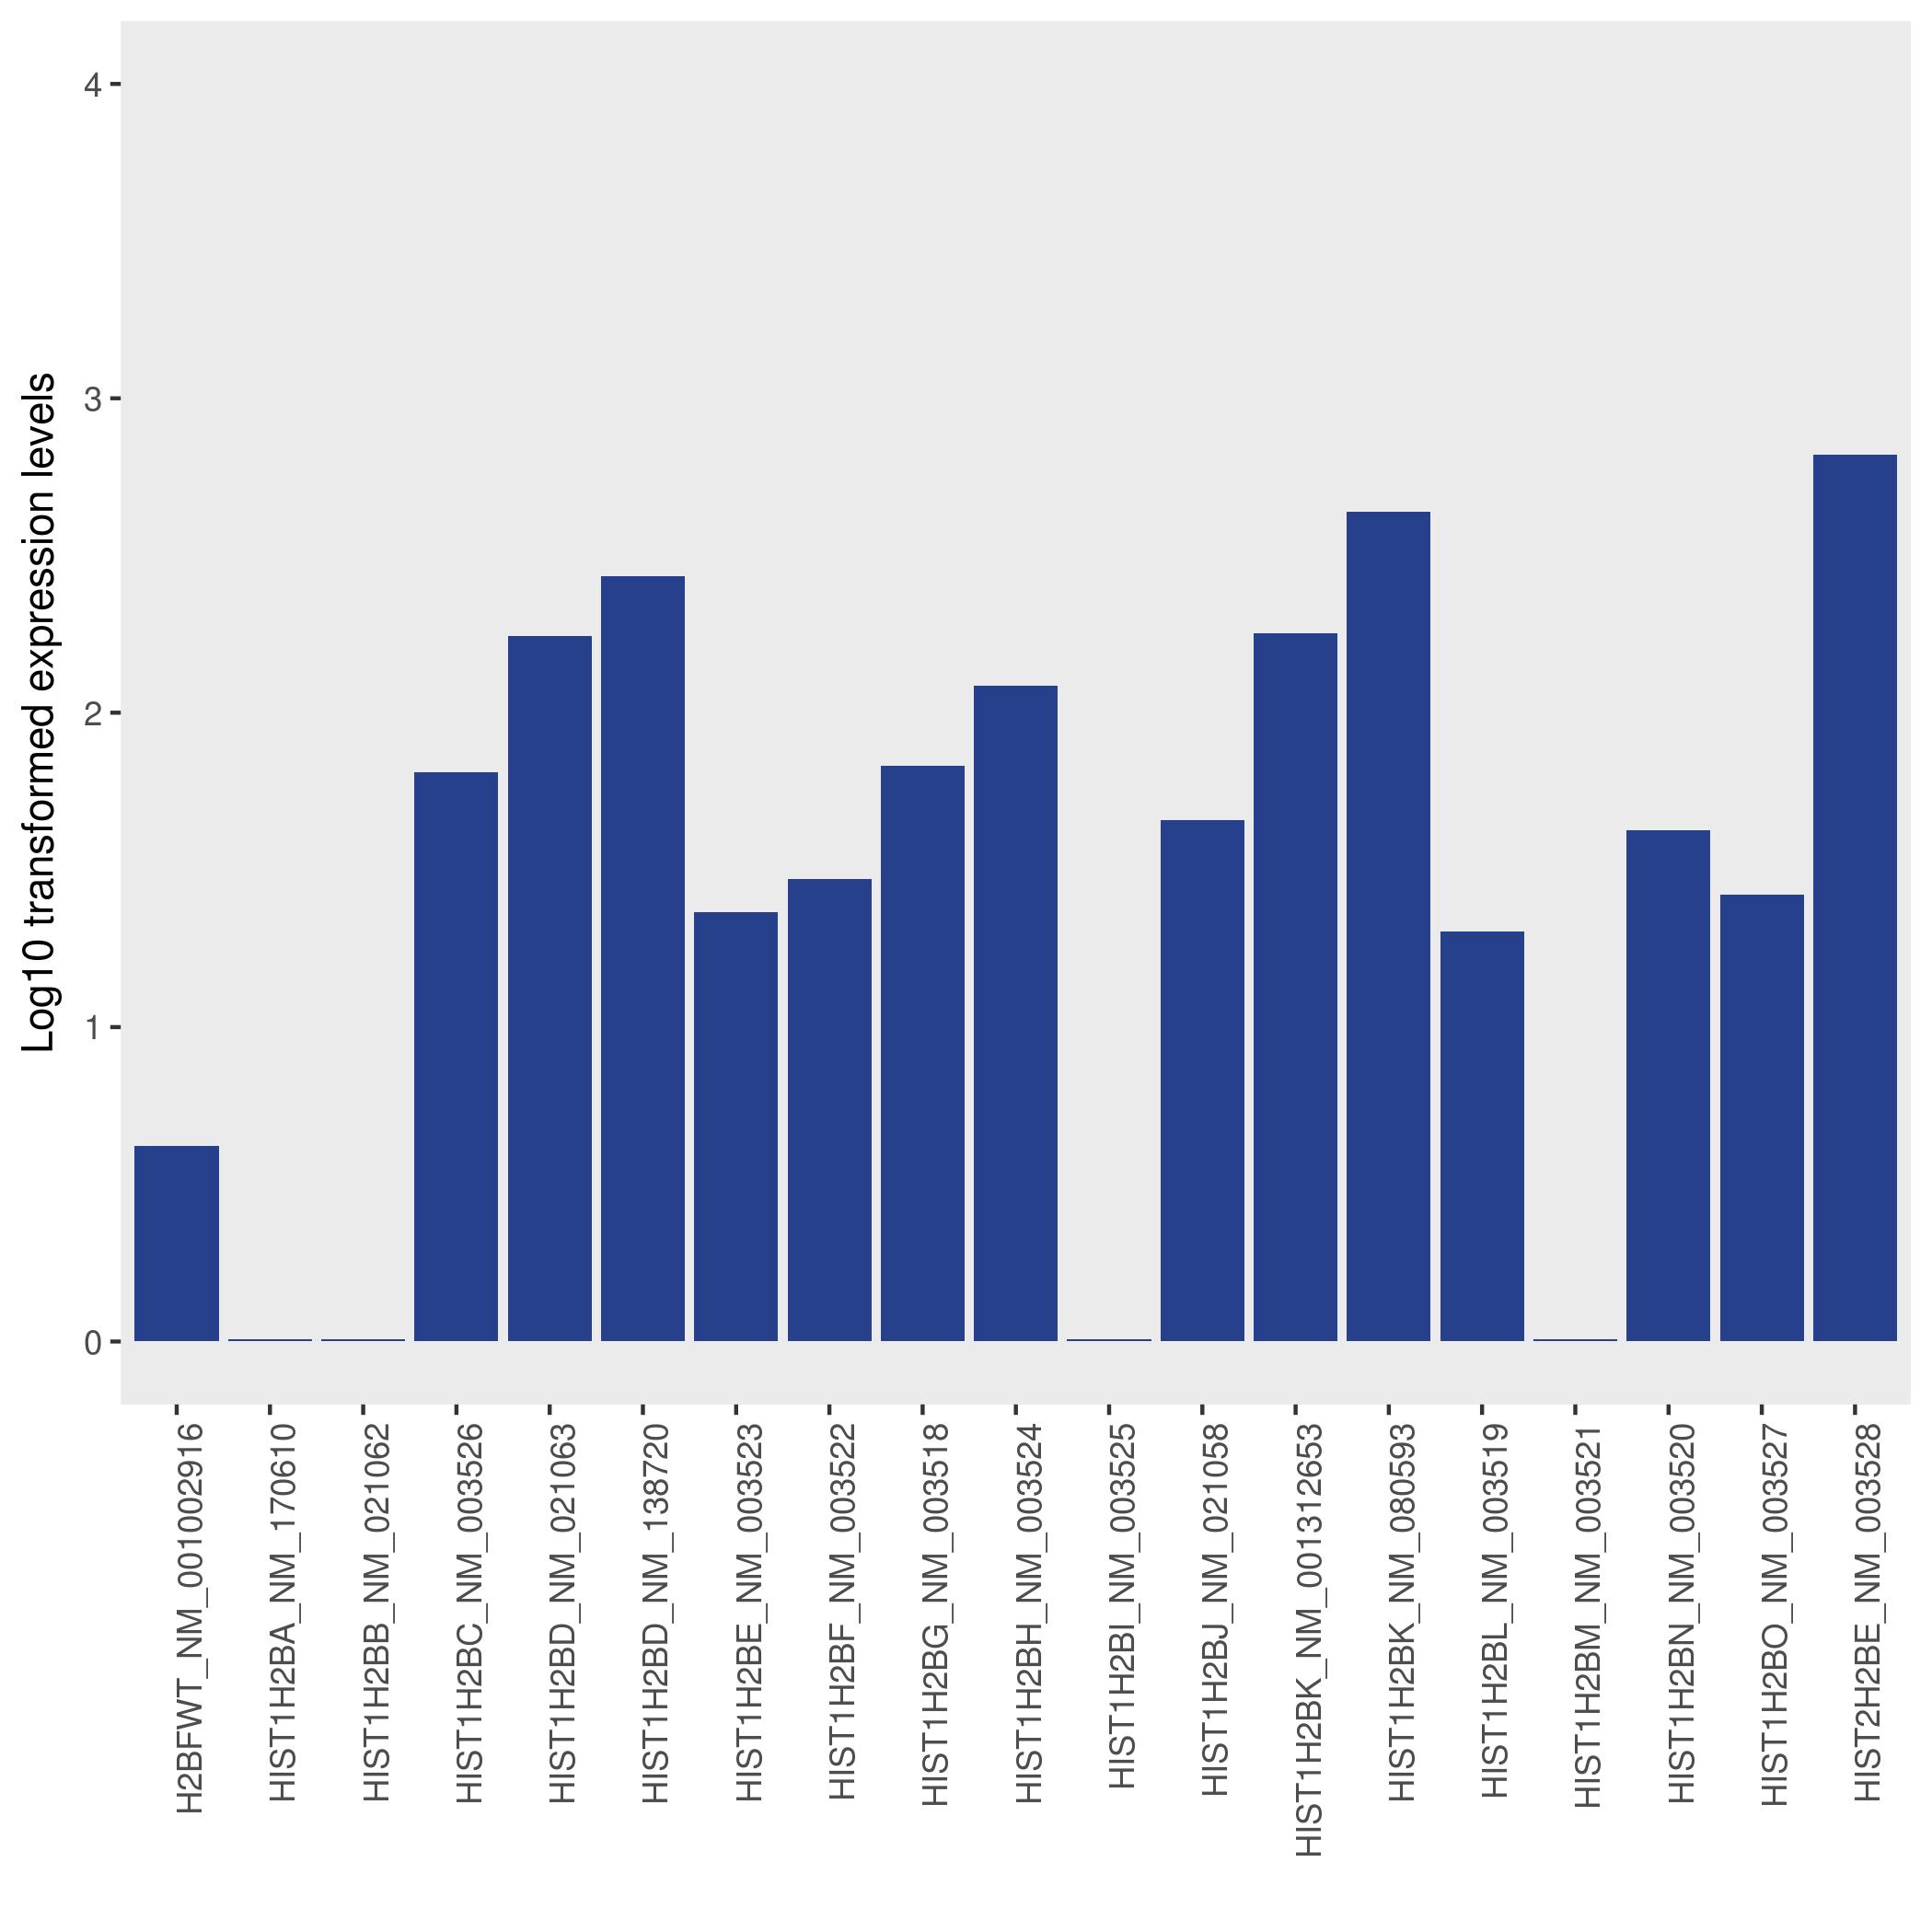 Log10 transformed expression levels
4
3
2
1
0
H2BFWT_NM_001002916
HIST1H2BA_NM_170610
HIST1H2BB_NM_021062
HIST1H2BC_NM_003526
HIST1H2BD_NM_021063
HIST1H2BD_NM_138720
HIST1H2BE_NM_003523
HIST1H2BF_NM_003522
HIST1H2BG_NM_003518
HIST1H2BH_NM_003524
HIST1H2BI_NM_003525
HIST1H2BJ_NM_021058
HIST1H2BK_NM_001312653
HIST1H2BK_NM_080593
HIST1H2BL_NM_003519
HIST1H2BM_NM_003521
HIST1H2BN_NM_003520
HIST1H2BO_NM_003527
HIST2H2BE_NM_003528